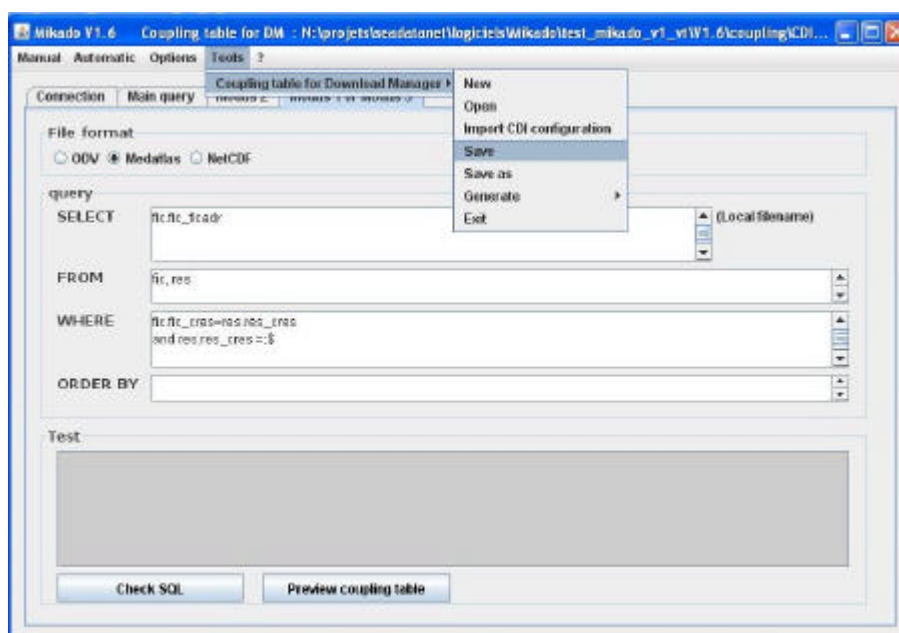 Mikado V1.6 Coupling table for DM : N:\projets\seadatanet\logiciels\Mikado\test_mikado_v1_vt\V1.6\coupling\CDI...
Manual Automatic Options Tools ?
Coupling table for Download Manager
New
Open
Import CDI configuration
Save
Save as
Generate
Exit
Connection Main query
File format
ODV Medatlas NetCDF
query
SELECT fic.fic_ficadr (Local filename)
FROM fic, res
WHERE fic.fic_cres=res.res_cres
and res.res_cres =:$
ORDER BY
Test
Check SQL Preview coupling table